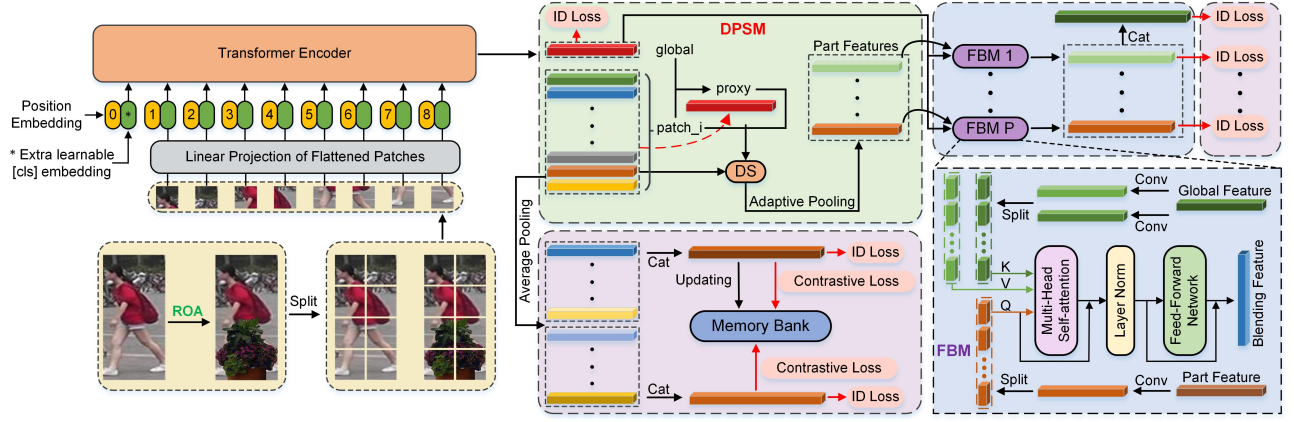 Transformer Encoder
Position
Embedding
0 * 1 2 3 4 5 6 7 8
* Extra learnable
[cls] embedding
Linear Projection of Flattened Patches
ROA
Split
ID Loss
DPSM
global
proxy
patch_i
DS
Adaptive Pooling
Part Features
Average Pooling
Cat
ID Loss
Updating
Contrastive Loss
Memory Bank
Contrastive Loss
Cat
ID Loss
FBM 1
FBM P
Cat
ID Loss
ID Loss
ID Loss
Conv
Global Feature
Split
Conv
K
V
Q
Multi-Head
Self-attention
Layer Norm
Feed-Forward
Network
Blending Feature
FBM
Split
Conv
Part Feature